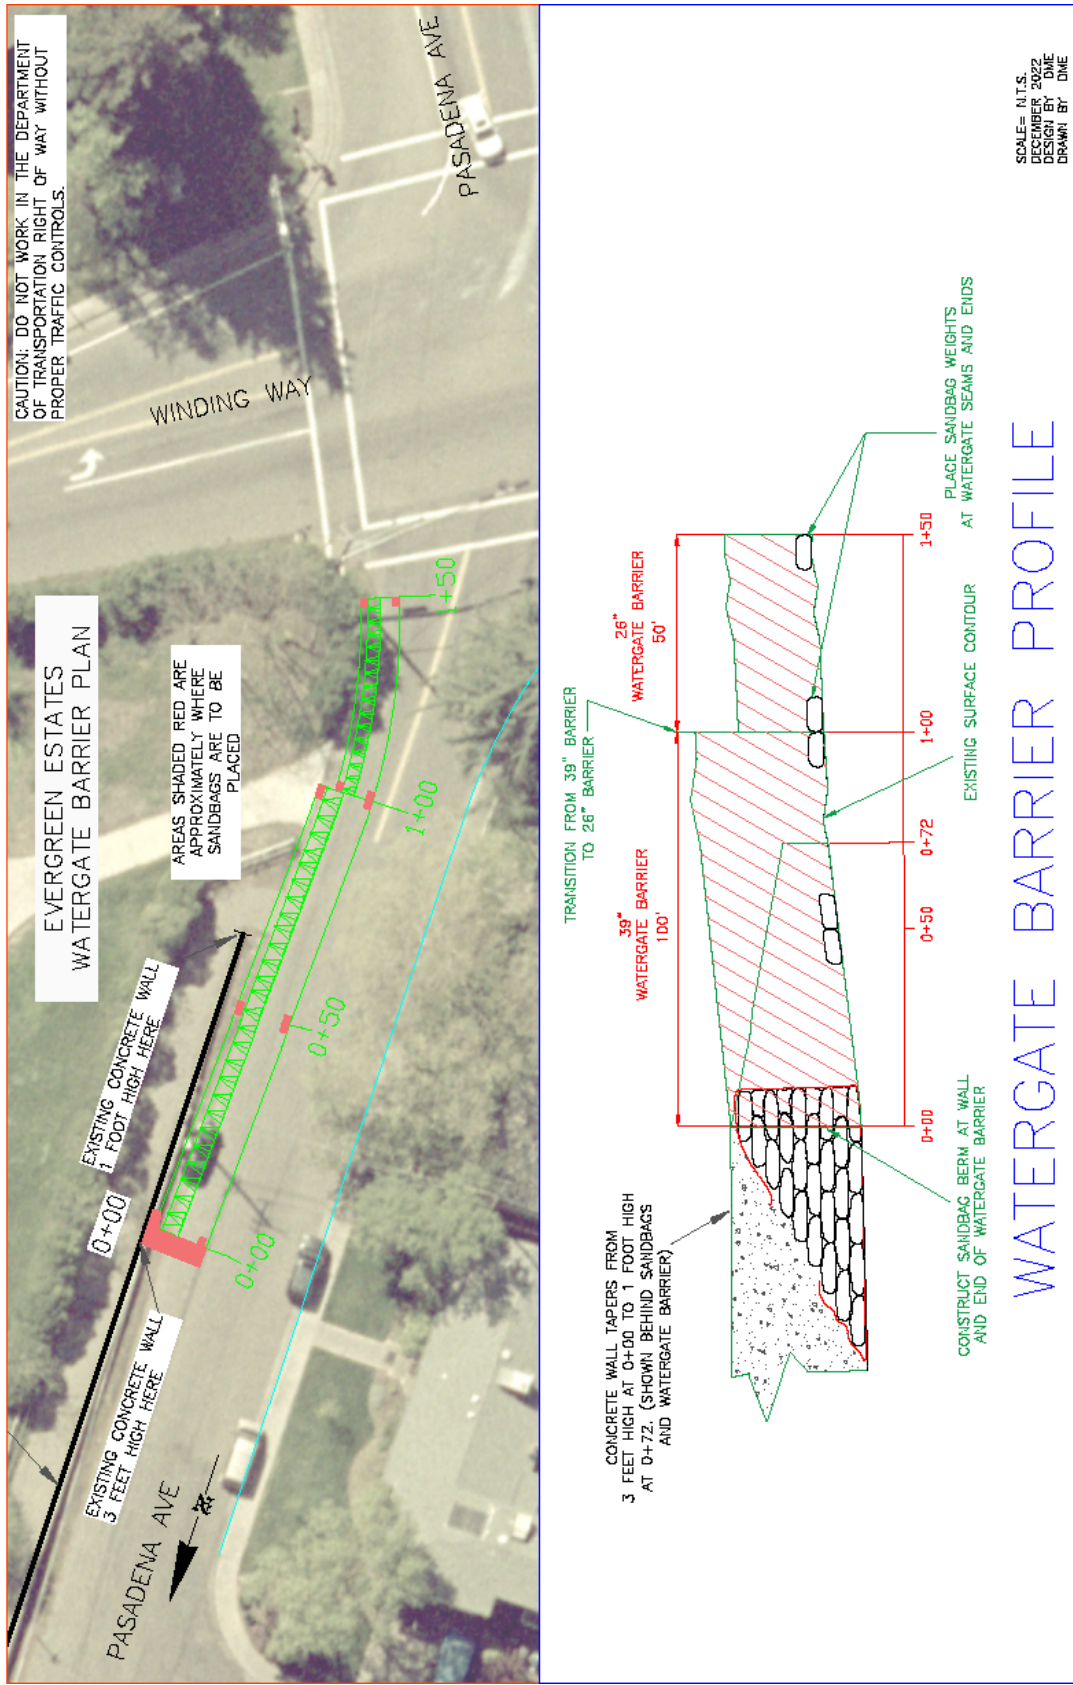 CAUTION: DO NOT WORK IN THE DEPARTMENT
OF TRANSPORTATION RIGHT OF WAY WITHOUT
PROPER TRAFFIC CONTROLS.
EVERGREEN ESTATES
WATERGATE BARRIER PLAN
AREAS SHADED RED ARE
APPROXIMATELY WHERE
SANDBAGS ARE TO BE
PLACED
EXISTING CONCRETE WALL
1 FOOT HIGH HERE
0+00
EXISTING CONCRETE WALL
3 FEET HIGH HERE
PASADENA AVE
0+00
0+50
1+00
1+50
WINDING WAY
PASADENA AVE
TRANSITION FROM 39" BARRIER
TO 26" BARRIER
39"
WATERGATE BARRIER
100'
26"
WATERGATE BARRIER
50'
CONCRETE WALL TAPERS FROM
3 FEET HIGH AT 0+00 TO 1 FOOT HIGH
AT 0+72. (SHOWN BEHIND SANDBAGS
AND WATERGATE BARRIER)
0+00
0+50
0+72
1+00
1+50
CONSTRUCT SANDBAG BERM AT WALL
AND END OF WATERGATE BARRIER
EXISTING SURFACE CONTOUR
PLACE SANDBAG WEIGHTS
AT WATERGATE SEAMS AND ENDS
WATERGATE BARRIER PROFILE
SCALE= N.T.S.
DECEMBER 2022
DESIGN BY DME
DRAWN BY DME